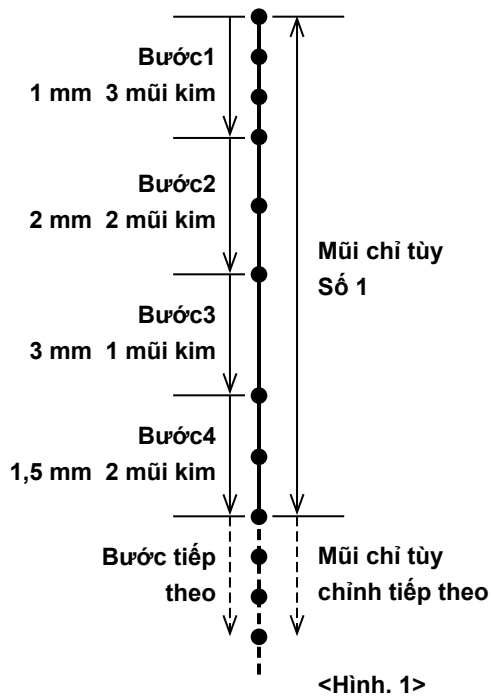 Bước1
1 mm 3 mũi kim
Bước2
2 mm 2 mũi kim
Mũi chỉ tùy
Số 1
Bước3
3 mm 1 mũi kim
Bước4
1,5 mm 2 mũi kim
Bước tiếp
theo
Mũi chỉ tùy
chỉnh tiếp theo
<Hình. 1>